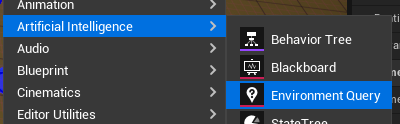 Animation
Artificial Intelligence
Audio
Blueprint
Cinematics
Editor Utilities
Behavior Tree
Blackboard
Environment Query
StateTree